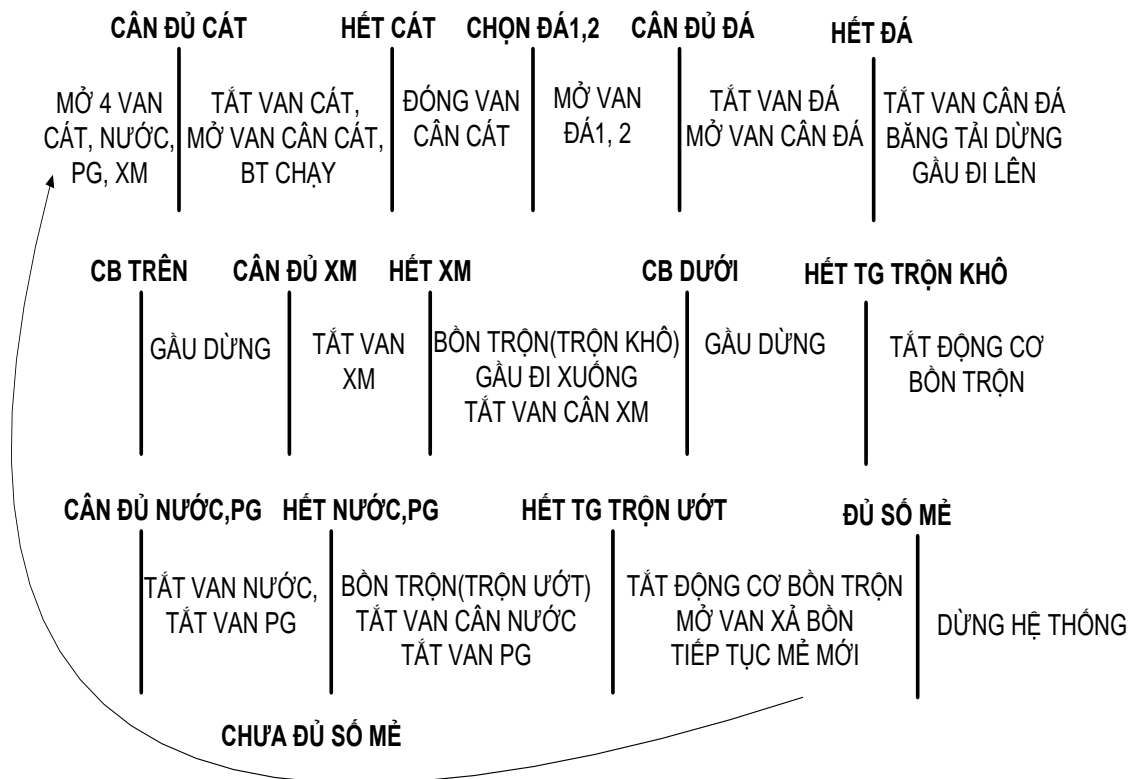 CÂN ĐỦ CÁT HẾT CÁT CHỌN ĐÁ1,2 CÂN ĐỦ ĐÁ HẾT ĐÁ
MỞ 4 VAN
CÁT, NƯỚC,
PG, XM
TẮT VAN CÁT,
MỞ VAN CÂN CÁT,
BT CHẠY
ĐÓNG VAN
CÂN CÁT
MỞ VAN
ĐÁ1, 2
TẮT VAN ĐÁ
MỞ VAN CÂN ĐÁ
TẮT VAN CÂN ĐÁ
BĂNG TẢI DỪNG
GẦU ĐI LÊN
CB TRÊN CÂN ĐỦ XM HẾT XM CB DƯỚI HẾT TG TRỘN KHÔ
GẦU DỪNG
TẮT VAN
XM
BỒN TRỘN(TRỘN KHÔ)
GẦU ĐI XUỐNG
TẮT VAN CÂN XM
GẦU DỪNG
TẮT ĐỘNG CƠ
BỒN TRỘN
CÂN ĐỦ NƯỚC,PG HẾT NƯỚC,PG HẾT TG TRỘN ƯỚT ĐỦ SỐ MẺ
TẮT VAN NƯỚC,
TẮT VAN PG
BỒN TRỘN(TRỘN ƯỚT)
TẮT VAN CÂN NƯỚC
TẮT VAN PG
TẮT ĐỘNG CƠ BỒN TRỘN
MỞ VAN XẢ BỒN
TIẾP TỤC MẺ MỚI
DỪNG HỆ THỐNG
CHƯA ĐỦ SỐ MẺ